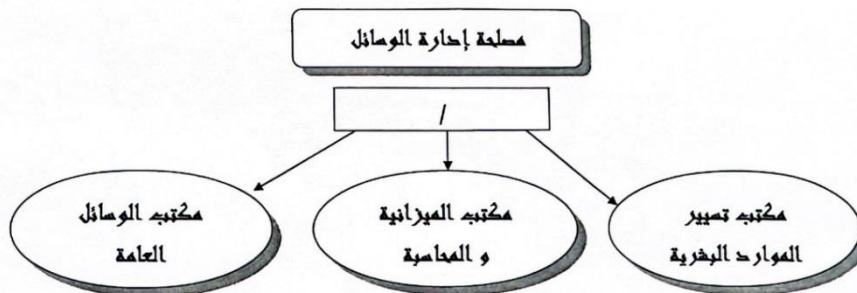 مصلحة إدارة الوسائل
/
مكتب تسيير
الموارد البشرية
مكتب الميزانية
و المحاسبة
مكتب الوسائل
العامة